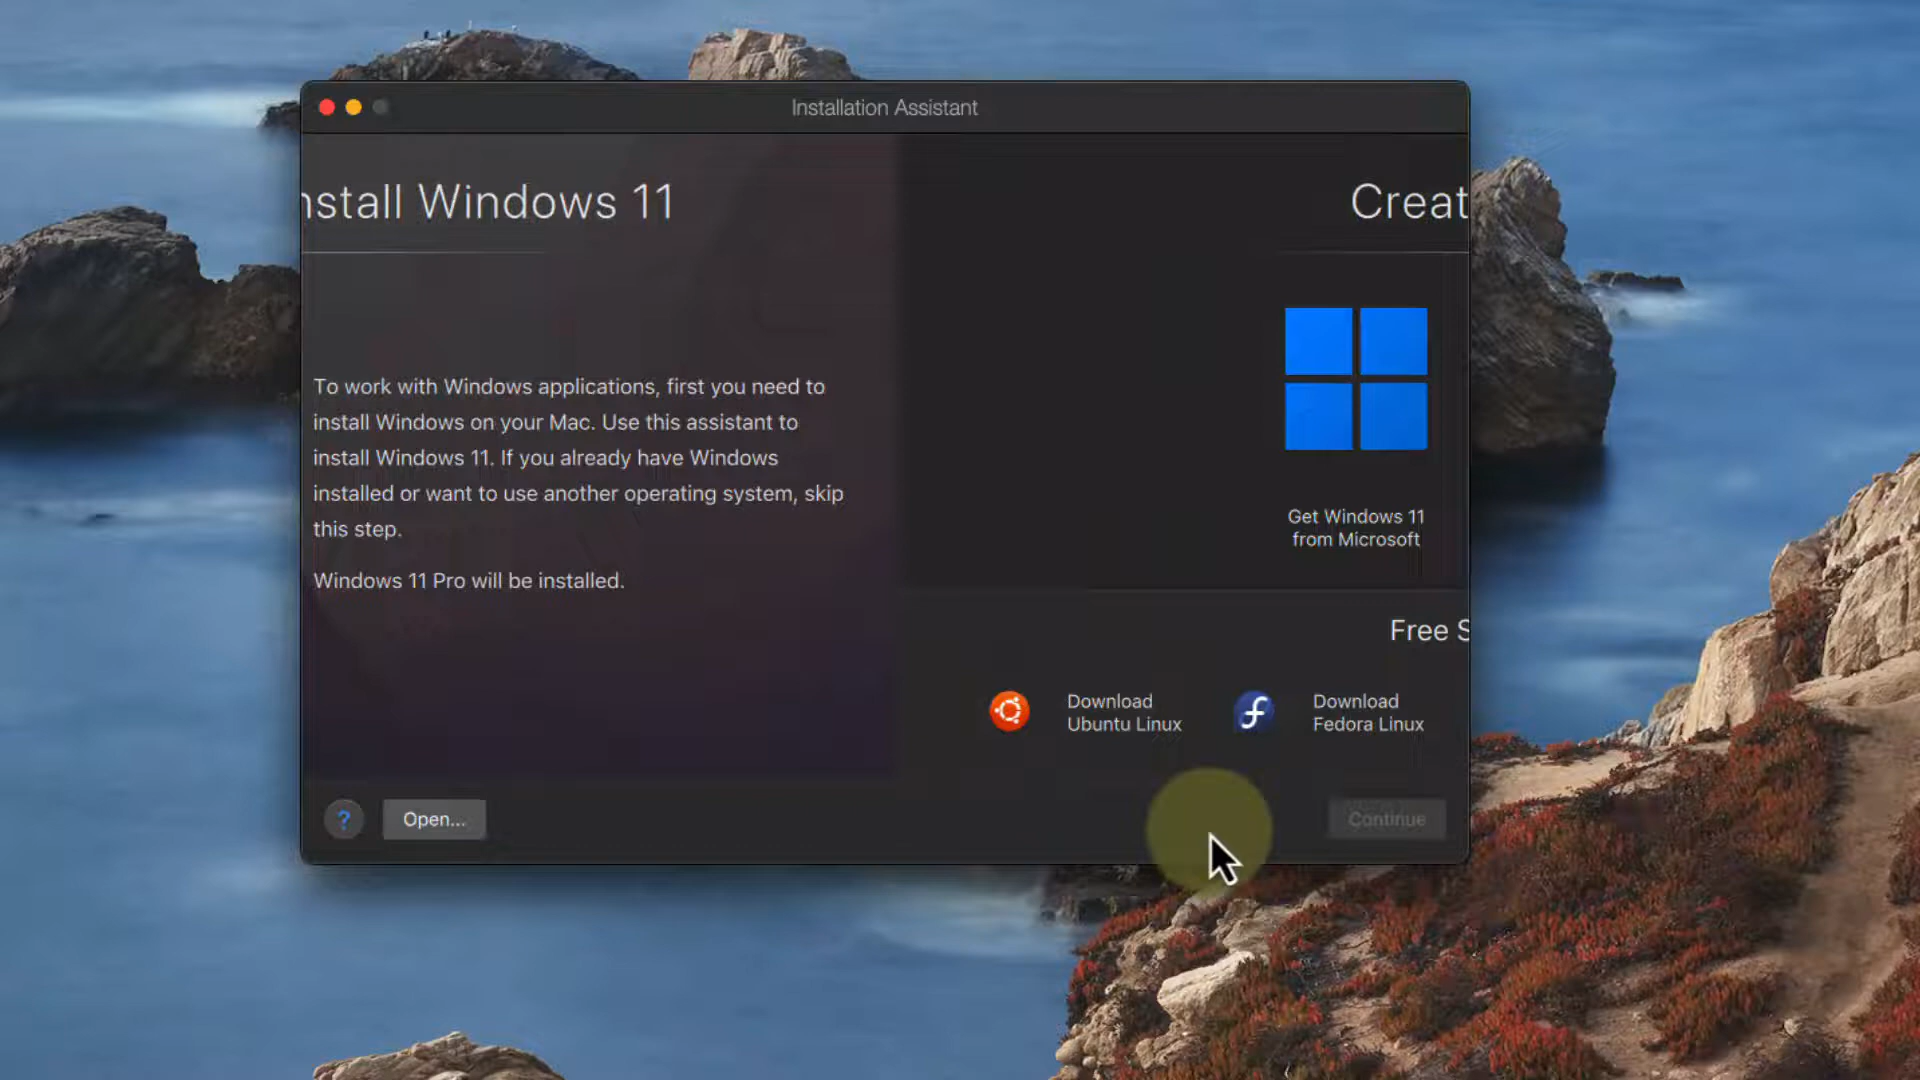 Installation Assistant
nstall Windows 11
To work with Windows applications, first you need to
install Windows on your Mac. Use this assistant to
install Windows 11. If you already have Windows
installed or want to use another operating system, skip
this step.
Windows 11 Pro will be installed.
Creat
Get Windows 11
from Microsoft
Free S
Download
Ubuntu Linux
Download
Fedora Linux
?
Open...
Continue